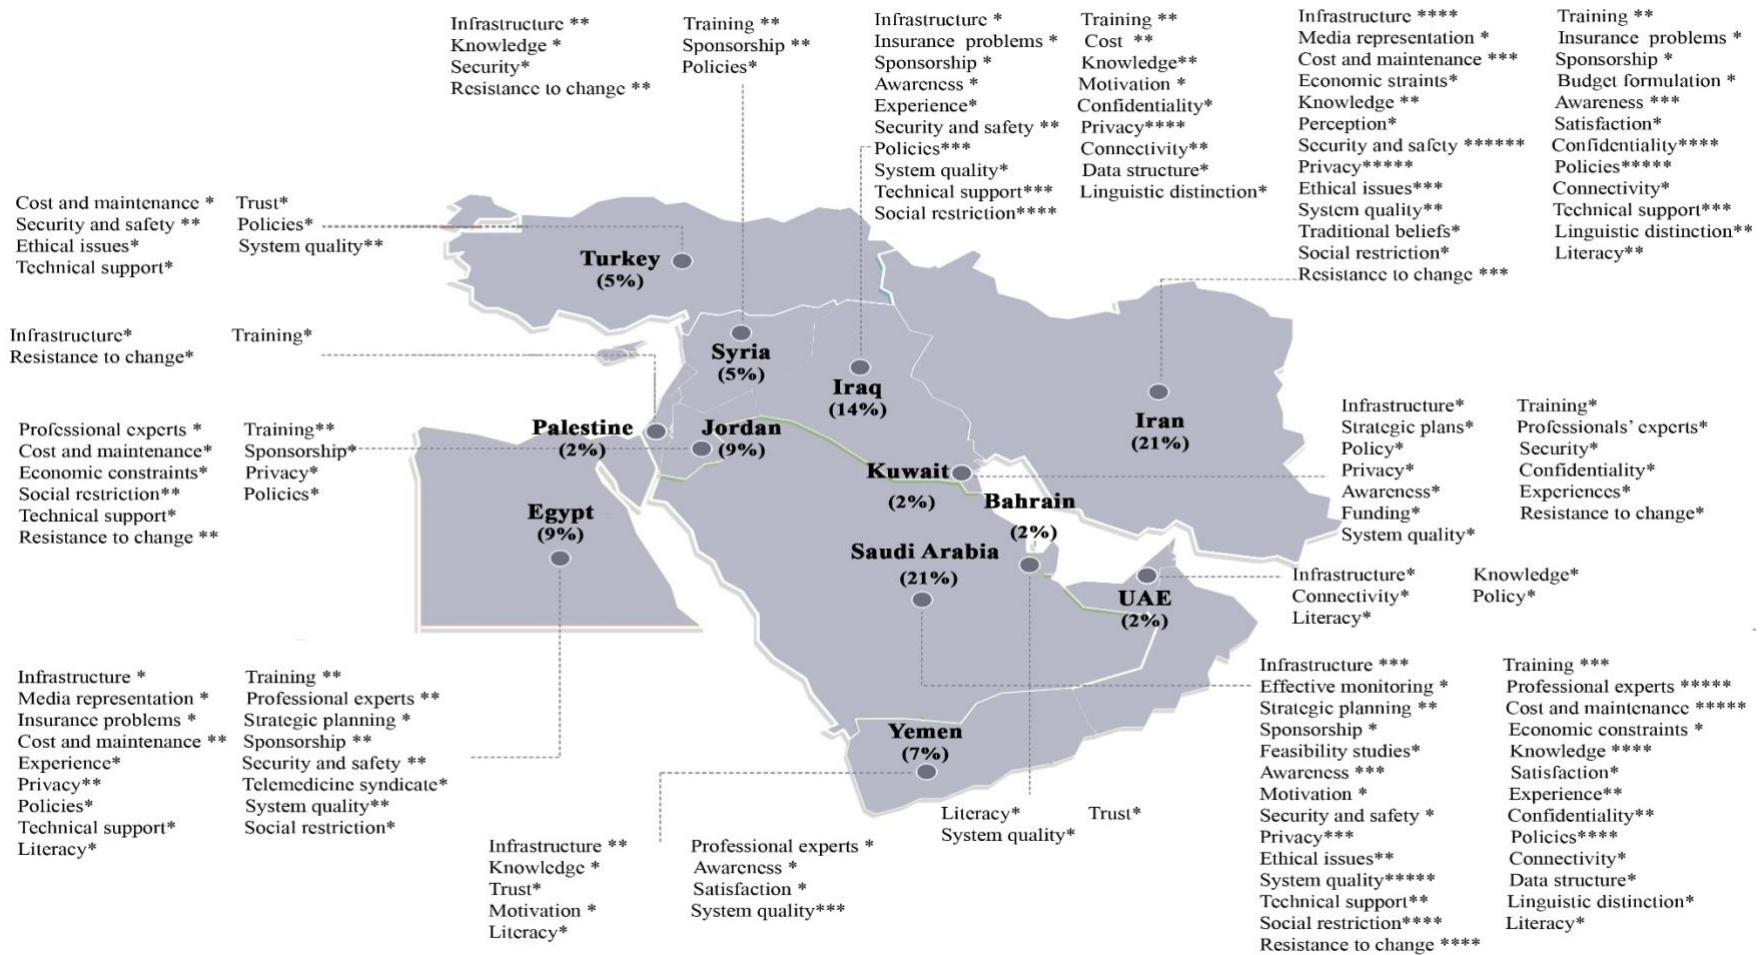 Infrastructure ** Training **
Knowledge * Sponsorship **
Security* Policies*
Resistance to change **
Infrastructure * Training **
Insurance problems * Cost **
Sponsorship * Knowledge**
Awareness * Motivation *
Experience* Confidentiality*
Security and safety ** Privacy****
Policies*** Connectivity**
System quality* Data structure*
Technical support*** Linguistic distinction*
Social restriction****
Infrastructure **** Training **
Media representation * Insurance problems *
Cost and maintenance *** Sponsorship *
Economic straints* Budget formulation *
Knowledge ** Awareness ***
Perception* Satisfaction*
Security and safety ****** Confidentiality****
Privacy***** Policies*****
Ethical issues*** Connectivity*
System quality** Technical support***
Traditional beliefs* Linguistic distinction**
Social restriction* Literacy**
Resistance to change ***
Cost and maintenance * Trust*
Security and safety ** Policies*
Ethical issues* System quality**
Technical support*
Turkey
(5%)
Infrastructure* Training*
Resistance to change*
Syria
(5%)
Iraq
(14%)
Iran
(21%)
Professional experts * Training**
Cost and maintenance* Sponsorship*
Economic constraints* Privacy*
Social restriction** Policies*
Technical support*
Resistance to change **
Palestine
(2%)
Jordan
(9%)
Kuwait
(2%)
Bahrain
(2%)
Infrastructure* Training*
Strategic plans* Professionals' experts*
Policy* Security*
Privacy* Confidentiality*
Awareness* Experiences*
Funding* Resistance to change*
System quality*
Egypt
(9%)
Saudi Arabia
(21%)
UAE
(2%)
Infrastructure* Knowledge*
Connectivity* Policy*
Literacy*
Infrastructure * Training **
Media representation * Professional experts **
Insurance problems * Strategic planning *
Cost and maintenance ** Sponsorship **
Experience* Security and safety **
Privacy** Telemedicine syndicate*
Policies* System quality**
Technical support* Social restriction*
Literacy*
Yemen
(7%)
Infrastructure ** Professional experts *
Knowledge * Awareness *
Trust* Satisfaction *
Motivation * System quality***
Literacy*
Literacy* Trust*
System quality*
Infrastructure *** Training ***
Effective monitoring * Professional experts *****
Strategic planning ** Cost and maintenance *****
Sponsorship * Economic constraints *
Feasibility studies* Knowledge ****
Awareness *** Satisfaction*
Motivation * Experience**
Security and safety * Confidentiality**
Privacy*** Policies****
Ethical issues** Connectivity*
System quality***** Data structure*
Technical support** Linguistic distinction*
Social restriction**** Literacy*
Resistance to change ****